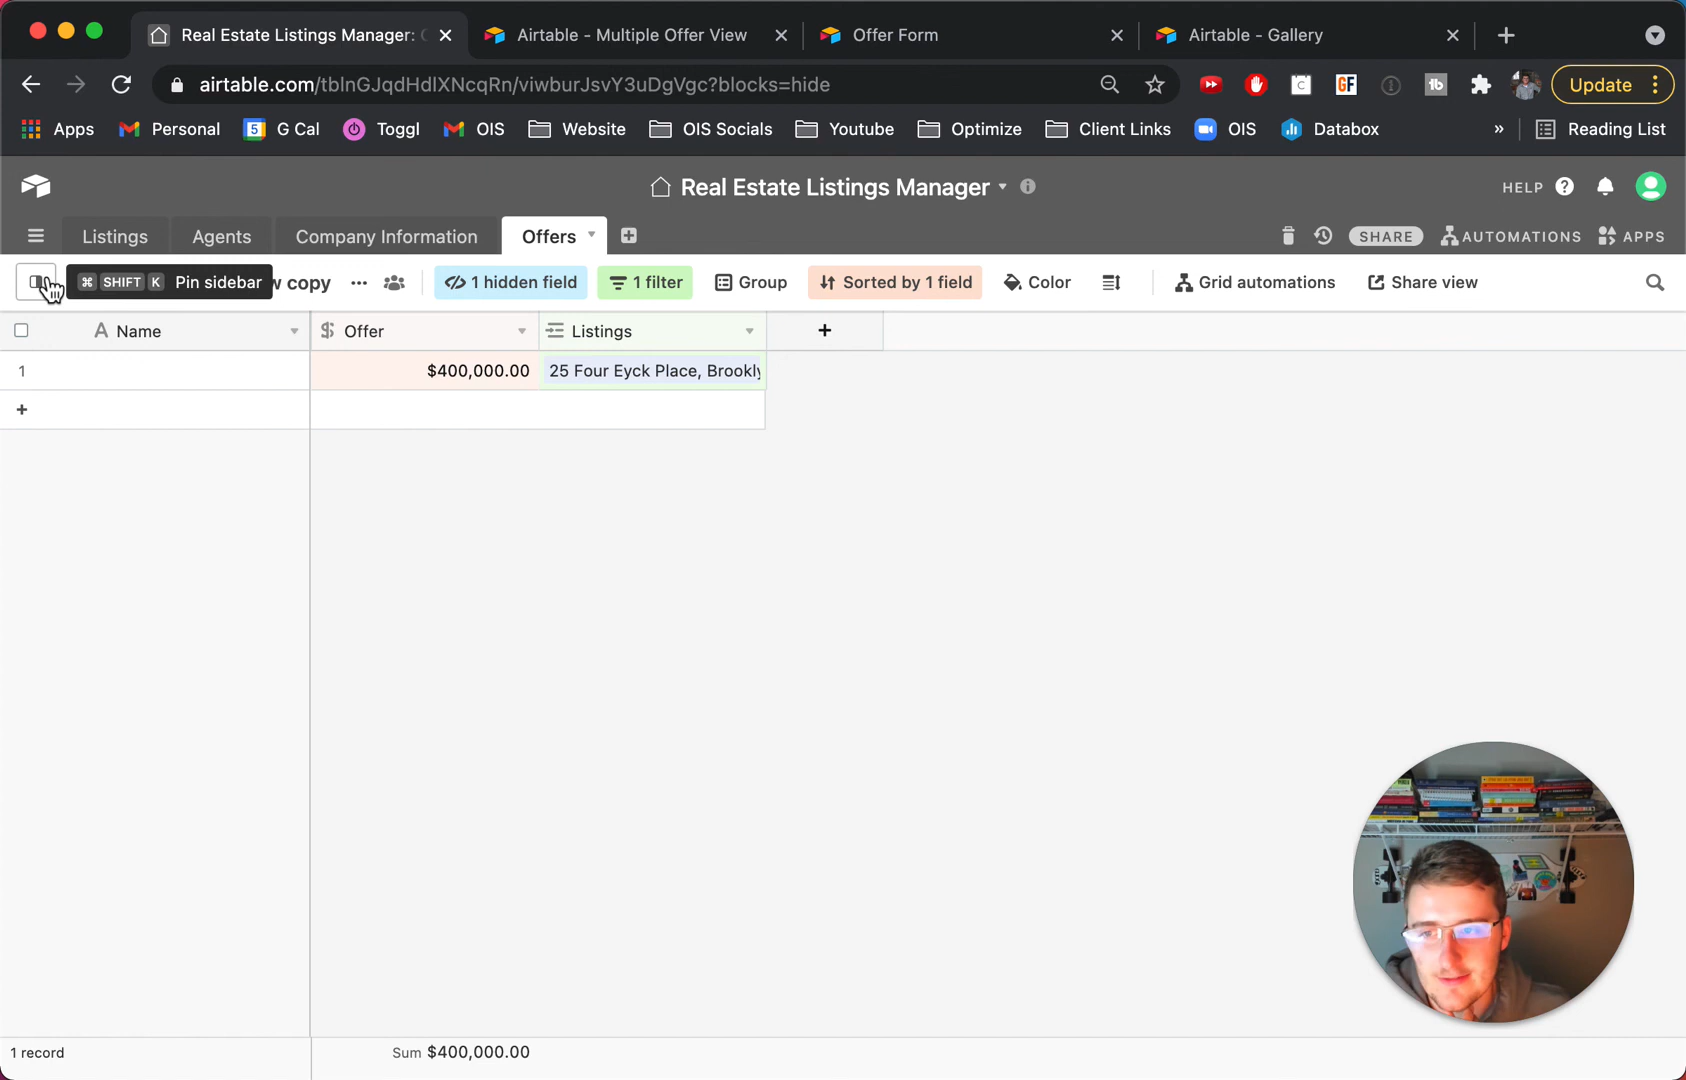 Real Estate Listings Manager:
Airtable - Multiple Offer View
Offer Form
Airtable - Gallery
airtable.com/tblnGJqdHdlXNcqRn/viwburJsvY3uDgVgc?blocks=hide
Update
Apps
Personal
G Cal
Toggl
OIS
Website
OIS Socials
Youtube
Optimize
Client Links
OIS
Databox
»
Reading List
Real Estate Listings Manager
HELP
Listings
Agents
Company Information
Offers
SHARE
AUTOMATIONS
APPS
⌘ SHIFT K Pin sidebar
copy
1 hidden field
1 filter
Group
Sorted by 1 field
Color
Grid automations
Share view
Name
Offer
Listings
1
$400,000.00
25 Four Eyck Place, Brookly
1 record
Sum $400,000.00